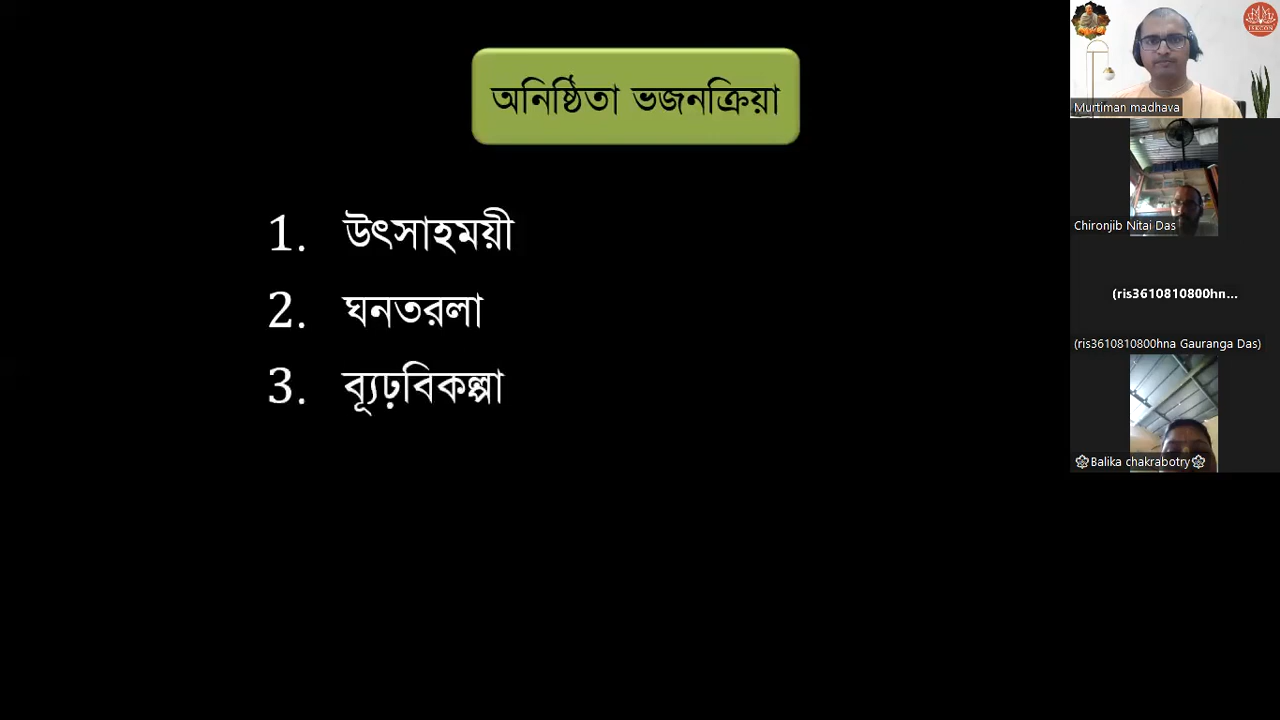 অনিষ্ঠিতা ভজনক্রিয়া
1. উৎসাহময়ী
2. ঘনতরলা
3. ব্যূঢ়বিকল্পা
Murtiman madhava
Chironjib Nitai Das
(ris3610810800hn...
(ris3610810800hna Gauranga Das)
Balika chakrabotry
ISKCON